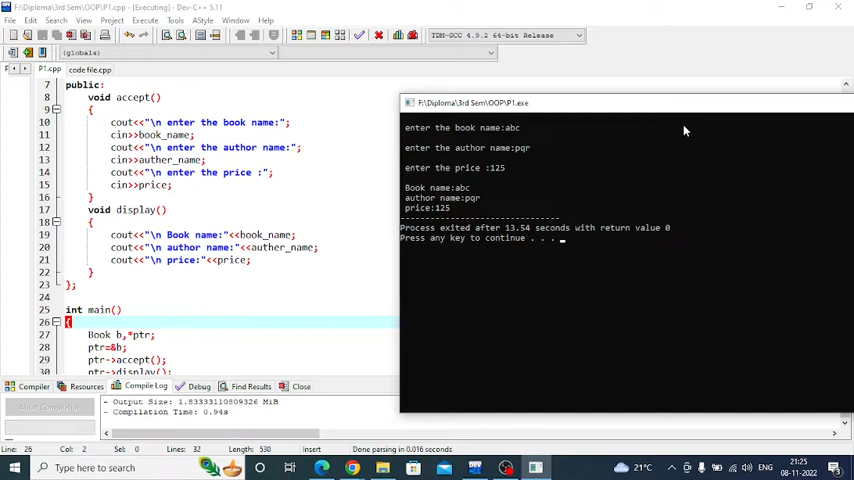 F:\Diploma\3rd Sem\OOP\P1.cpp - [Executing] - Dev-C++ 5.11
File Edit Search View Project Execute Tools AStyle Window Help
TDM-GCC 4.9.2 64-bit Release
(globals)
P1.cpp code file.cpp
7 public:
8 void accept()
9 {
10 cout<<"\n enter the book name:";
11 cin>>book_name;
12 cout<<"\n enter the author name:";
13 cin>>auther_name;
14 cout<<"\n enter the price :";
15 cin>>price;
16 }
17 void display()
18 {
19 cout<<"\n Book name:"<<book_name;
20 cout<<"\n author name:"<<auther_name;
21 cout<<"\n price:"<<price;
22 }
23 };
24
25 int main()
26 {
27 Book b,*ptr;
28 ptr=&b;
29 ptr->accept();
30 ptr->display();
F:\Diploma\3rd Sem\OOP\P1.exe
enter the book name:abc
enter the author name:pqr
enter the price :125
Book name:abc
author name:pqr
price:125
--------------------------------
Process exited after 13.54 seconds with return value 0
Press any key to continue . . .
Compiler Resources Compile Log Debug Find Results Close
Abort Compilation
- Output Size: 1.83333110809326 MiB
- Compilation Time: 0.94s
Line: 26 Col: 2 Sel: 0 Lines: 32 Length: 530 Insert Done parsing in 0.016 seconds
Type here to search
DEV
21°C
ENG
21:25
08-11-2022
3